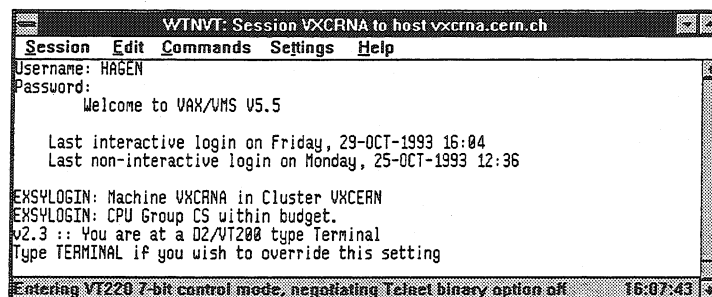 WTNVT: Session VXCRNA to host vxcrna.cern.ch
Session Edit Commands Settings Help
Username: HAGEN
Password:
Welcome to VAX/VMS V5.5
Last interactive login on Friday, 29-OCT-1993 16:04
Last non-interactive login on Monday, 25-OCT-1993 12:36
EXSYLOGIN: Machine VXCRNA in Cluster VXCERN
EXSYLOGIN: CPU Group CS within budget.
v2.3 :: You are at a D2/VT200 type Terminal
Type TERMINAL if you wish to override this setting
Entering VT220 7-bit control mode, negotiating Telnet binary option off 16:07:43